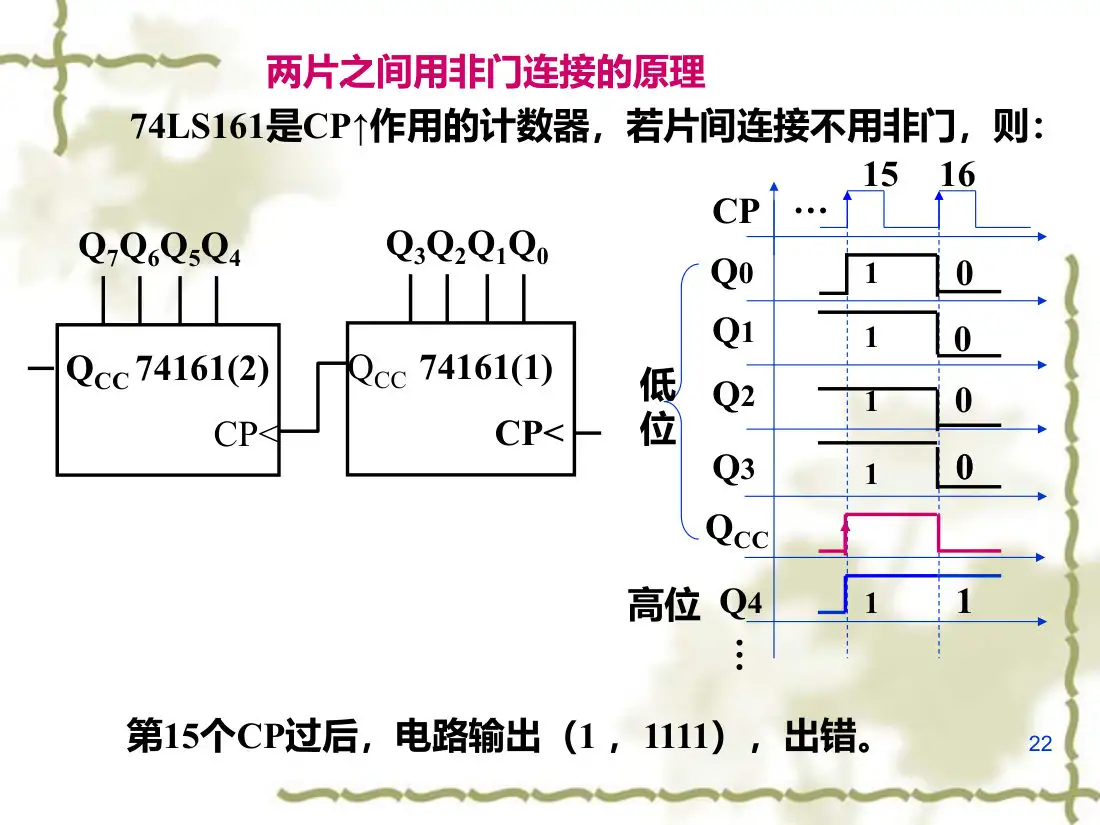 两片之间用非门连接的原理
74LS161是CP↑作用的计数器，若片间连接不用非门，则：
Q7Q6Q5Q4
QCC 74161(2)
CP<
Q3Q2Q1Q0
QCC 74161(1)
CP<
15 16
CP …
低位
Q0 1 0
Q1 1 0
Q2 1 0
Q3 1 0
QCC
高位 Q4 1 1
⋮
第15个CP过后，电路输出（1 ，1111），出错。
22